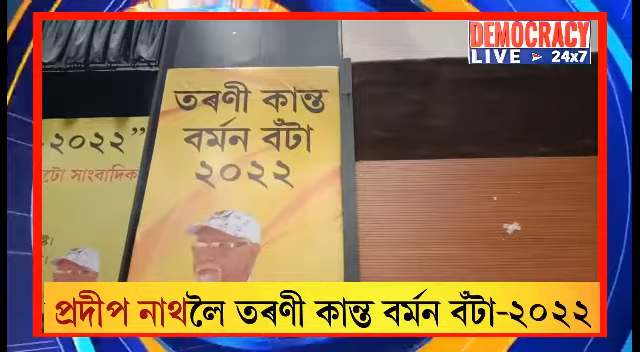 DEMOCRACY
LIVE 24x7
তৰণী কান্ত
বৰ্মন বঁটা
২০২২
-২০২২”
টো সাংবাদিক
প্ৰদীপ নাথলৈ তৰণী কান্ত বৰ্মন বঁটা-২০২২